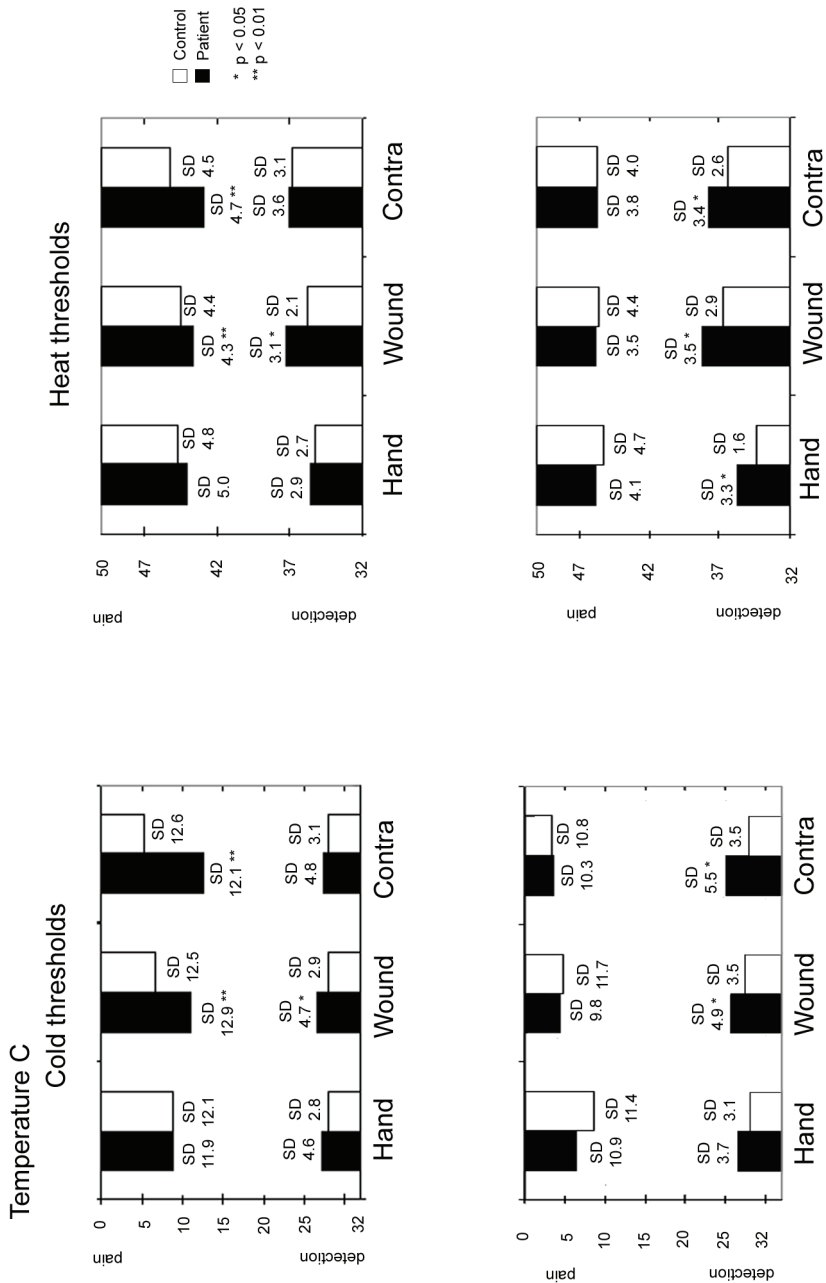 Temperature C
Cold thresholds
0
5
10
15
20
25
32
pain
detection
SD
11.9
SD
12.1
SD
12.9 **
SD
12.5
SD
12.1 **
SD
12.6
SD
4.6
SD
2.8
SD
4.7 *
SD
2.9
SD
4.8
SD
3.1
Hand
Wound
Contra
Heat thresholds
50
47
42
37
32
pain
detection
SD
5.0
SD
4.8
SD
4.3 **
SD
4.4
SD
4.7 **
SD
4.5
SD
2.9
SD
2.7
SD
3.1 *
SD
2.1
SD
3.6
SD
3.1
Hand
Wound
Contra
Control
Patient
* p < 0.05
** p < 0.01
0
5
10
15
20
25
32
pain
detection
SD
10.9
SD
11.4
SD
9.8
SD
11.7
SD
10.3
SD
10.8
SD
3.7
SD
3.1
SD
4.9 *
SD
3.5
SD
5.5 *
SD
3.5
Hand
Wound
Contra
50
47
42
37
32
pain
detection
SD
4.1
SD
4.7
SD
3.5
SD
4.4
SD
3.8
SD
4.0
SD
3.3 *
SD
1.6
SD
3.5 *
SD
2.9
SD
3.4 *
SD
2.6
Hand
Wound
Contra